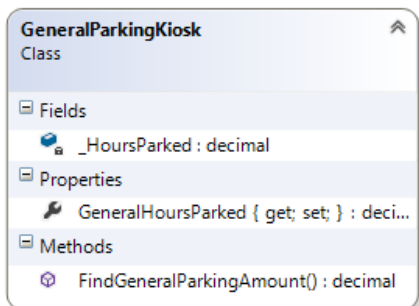 GeneralParkingKiosk
Class
Fields
_HoursParked : decimal
Properties
GeneralHoursParked { get; set; } : deci...
Methods
FindGeneralParkingAmount() : decimal